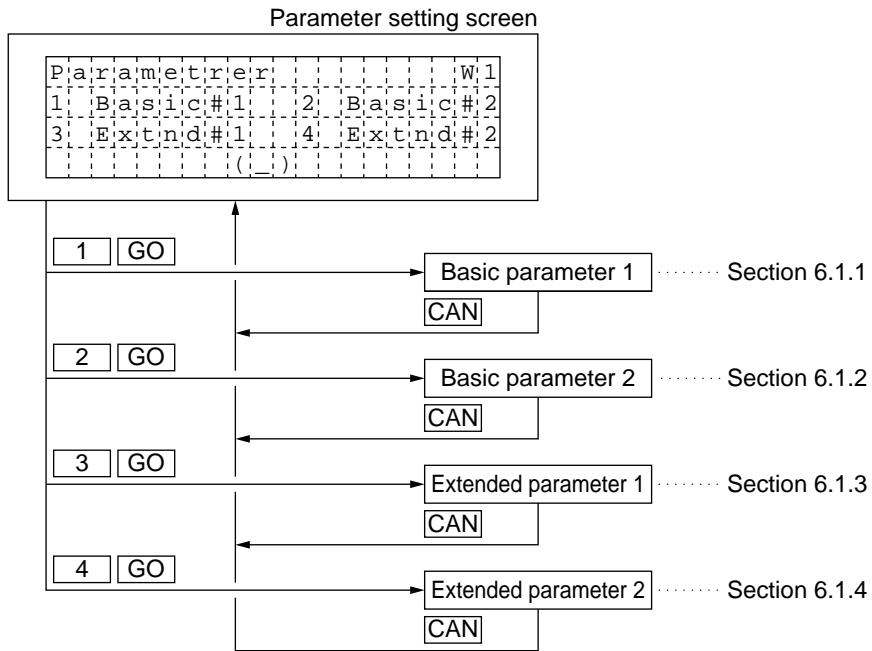 Parameter setting screen
Parametrer W1
1 Basic#1 2 Basic#2
3 Extnd#1 4 Extnd#2
(_)
1 GO
Basic parameter 1 ........ Section 6.1.1
CAN
2 GO
Basic parameter 2 ........ Section 6.1.2
CAN
3 GO
Extended parameter 1 ........ Section 6.1.3
CAN
4 GO
Extended parameter 2 ........ Section 6.1.4
CAN